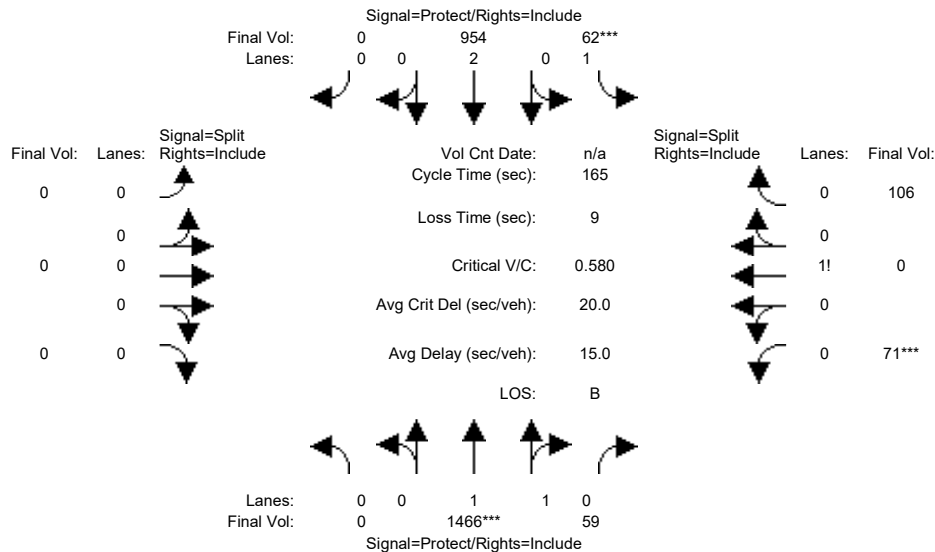 Signal=Protect/Rights=Include
Final Vol: 0 954 62***
Lanes: 0 0 2 0 1
Signal=Split Signal=Split
Final Vol: Lanes: Rights=Include Vol Cnt Date: n/a Rights=Include Lanes: Final Vol:
Cycle Time (sec): 165
0 0 0 106
Loss Time (sec): 9
0 0
0 0 Critical V/C: 0.580 1! 0
0 Avg Crit Del (sec/veh): 20.0 0
0 0 Avg Delay (sec/veh): 15.0 0 71***
LOS: B
Lanes: 0 0 1 1 0
Final Vol: 0 1466*** 59
Signal=Protect/Rights=Include